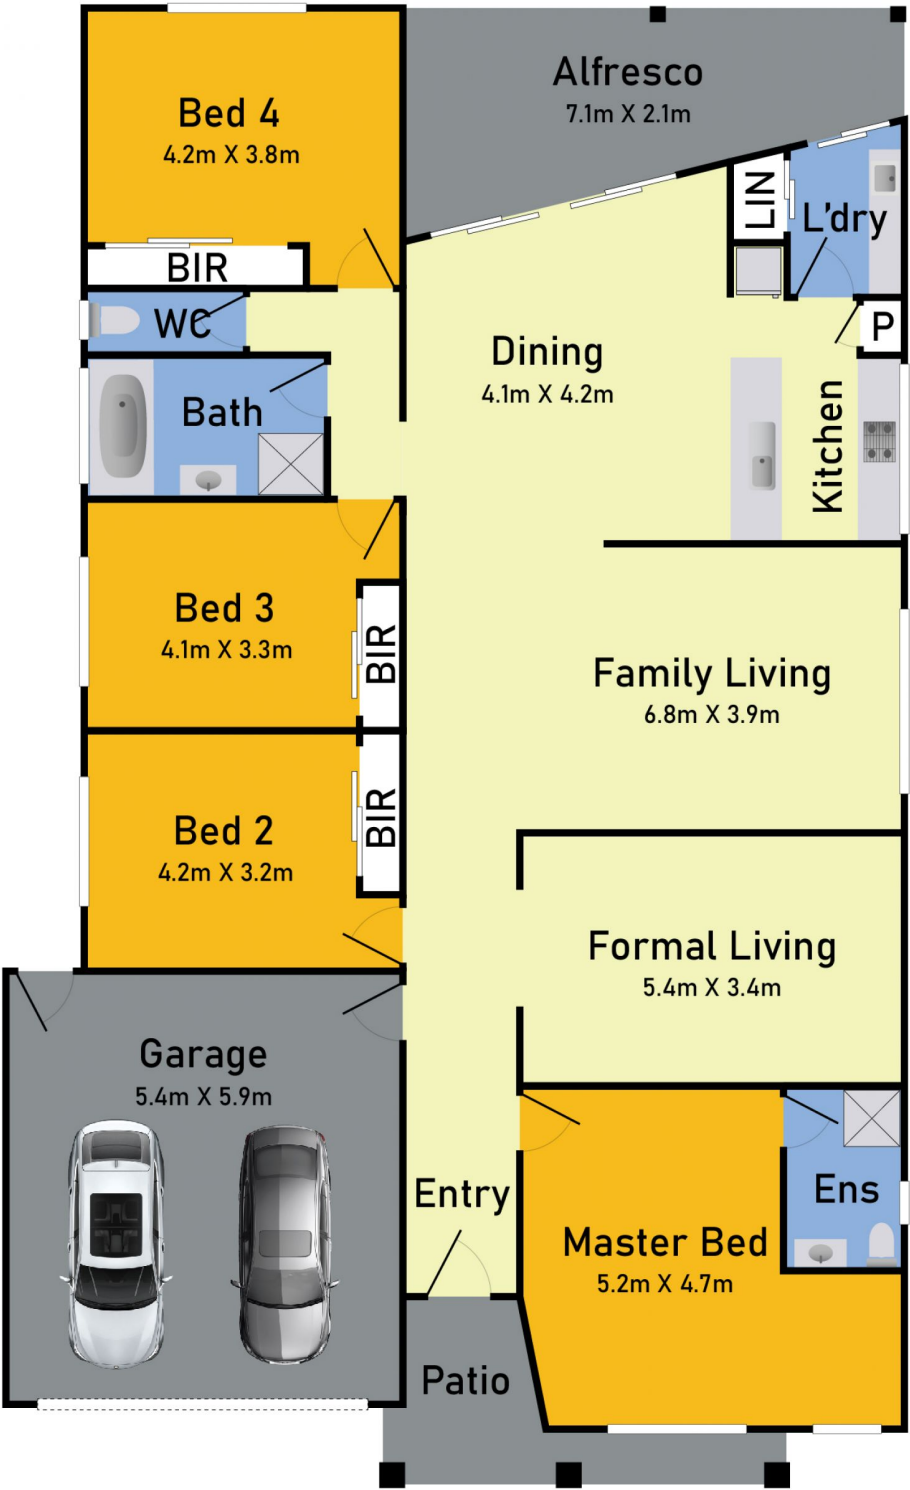 Alfresco
7.1m X 2.1m
Bed 4
4.2m X 3.8m
LIN
L'dry
BIR
WC
P
Dining
4.1m X 4.2m
Bath
Kitchen
Bed 3
4.1m X 3.3m
BIR
Family Living
6.8m X 3.9m
BIR
Bed 2
4.2m X 3.2m
Formal Living
5.4m X 3.4m
Garage
5.4m X 5.9m
Entry
Ens
Master Bed
5.2m X 4.7m
Patio